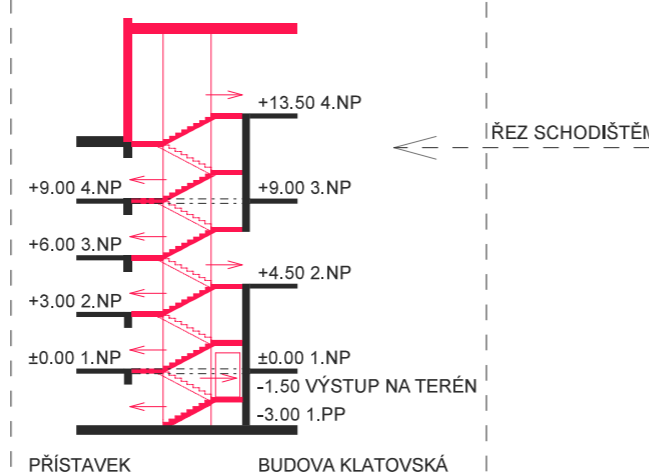 +13.50 4.NP
ŘEZ SCHODIŠTĚM
+9.00 4.NP
+9.00 3.NP
+6.00 3.NP
+4.50 2.NP
+3.00 2.NP
±0.00 1.NP
±0.00 1.NP
-1.50 VÝSTUP NA TERÉN
-3.00 1.PP
PŘÍSTAVEK
BUDOVA KLATOVSKÁ